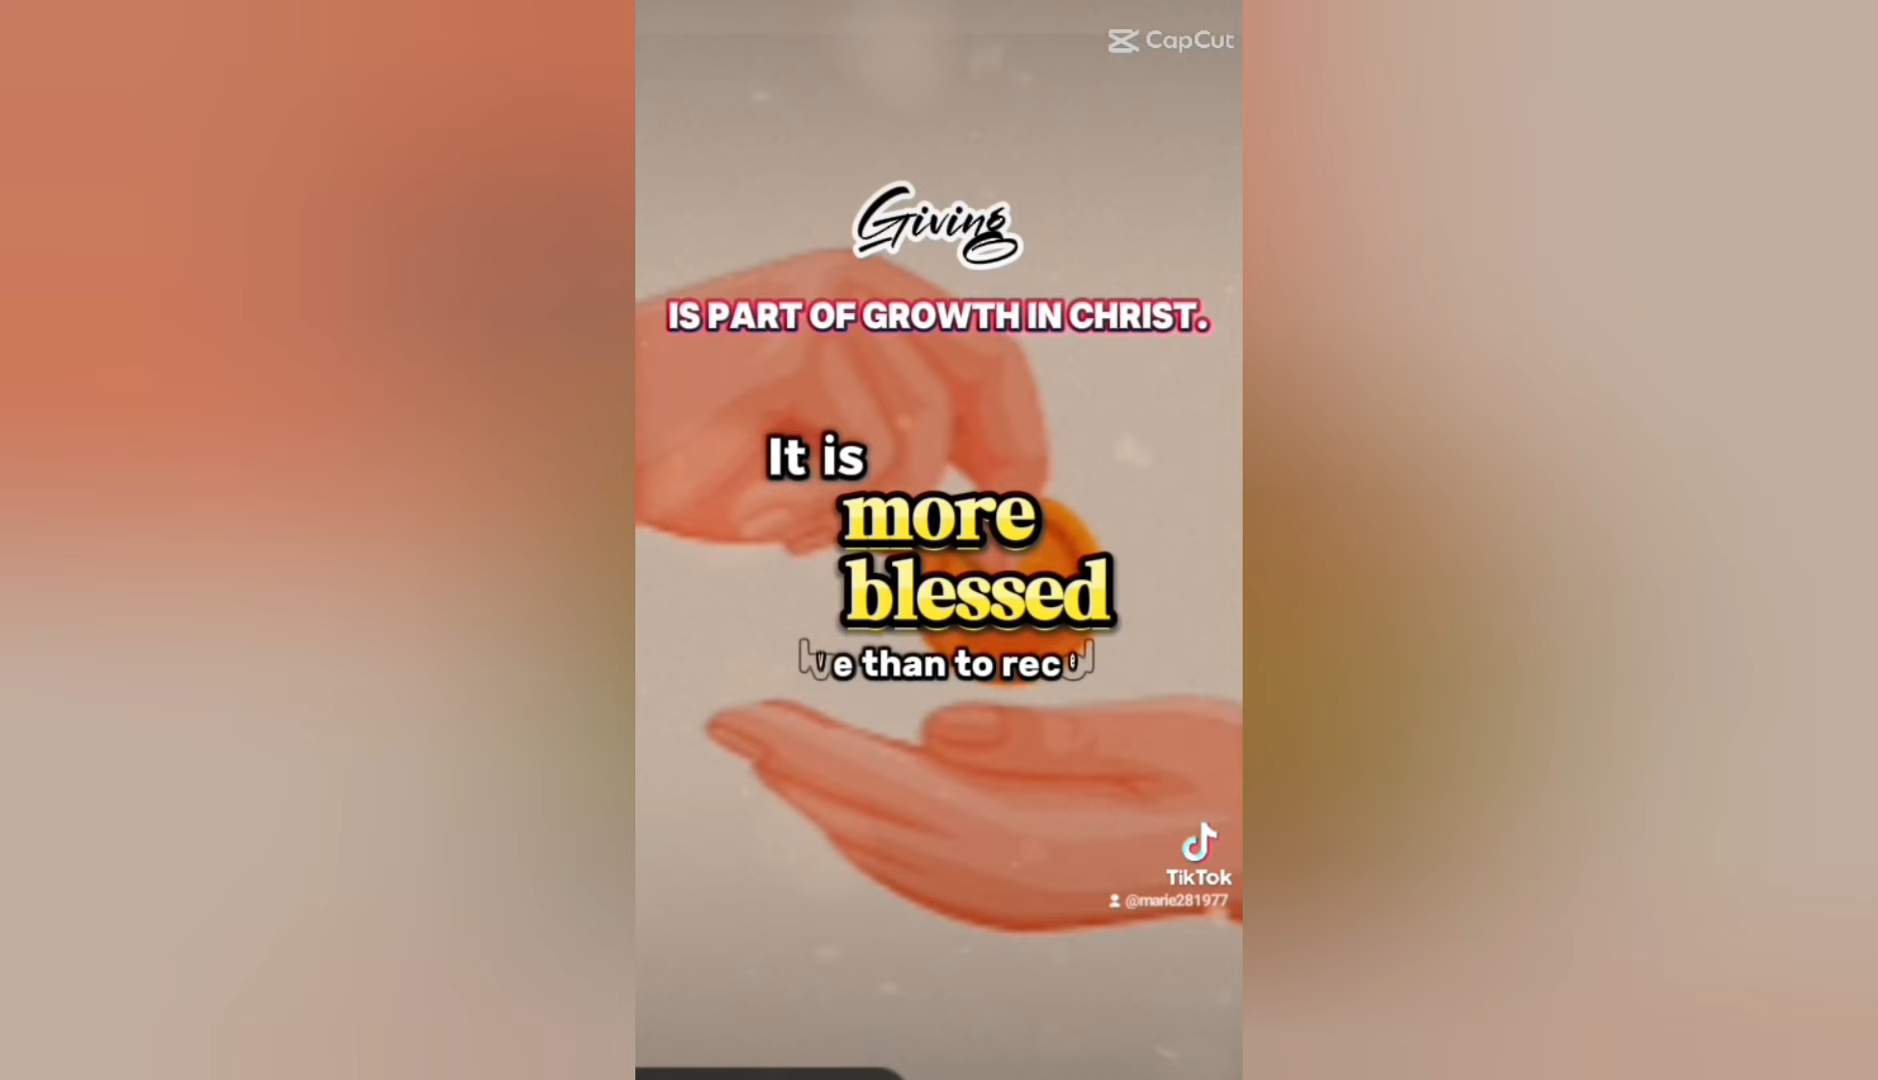 CapCut
Giving
IS PART OF GROWTH IN CHRIST.
It is
more
blessed
than to
TikTok
@marie281977